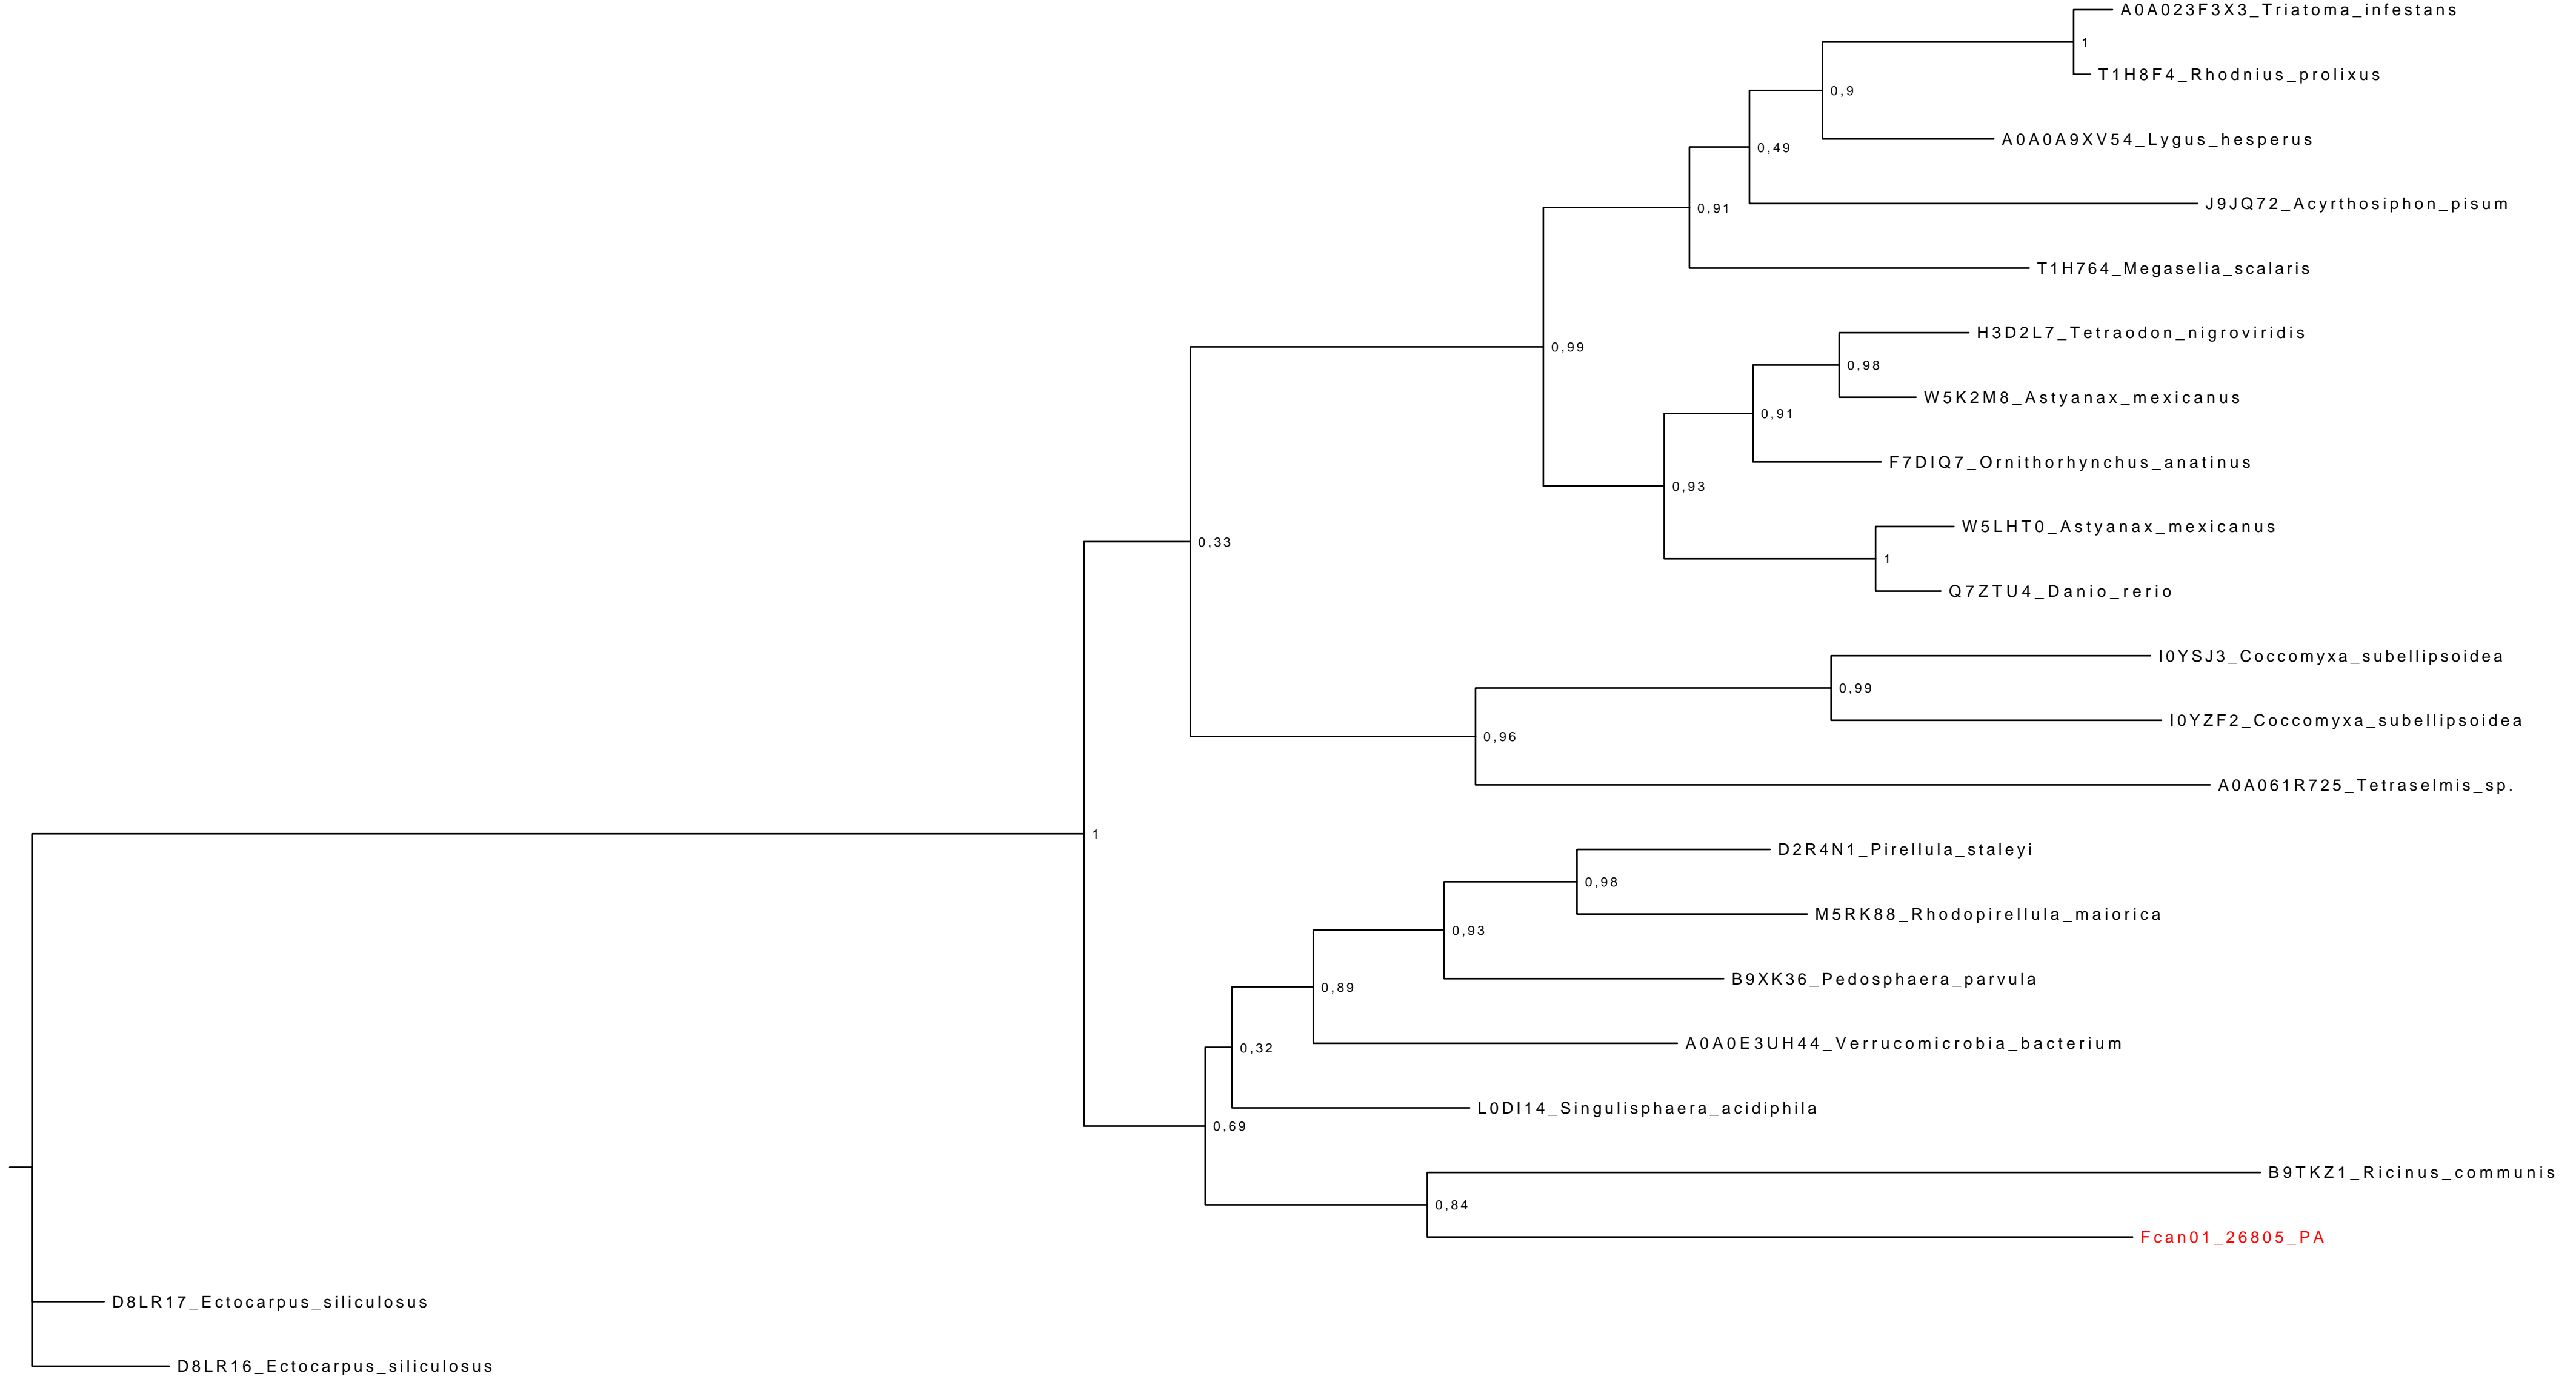 A0A023F3X3_Triatoma_infestans
1
T1H8F4_Rhodnius_prolixus
0,9
A0A0A9XV54_Lygus_hesperus
0,49
J9JQ72_Acyrthosiphon_pisum
0,91
T1H764_Megaselia_scalaris
H3D2L7_Tetraodon_nigroviridis
0,99
0,98
W5K2M8_Astyanax_mexicanus
0,91
F7DIQ7_Ornithorhynchus_anatinus
0,93
W5LHT0_Astyanax_mexicanus
0,33
1
Q7ZTU4_Danio_rerio
I0YSJ3_Coccomyxa_subellipsoidea
0,99
I0YZF2_Coccomyxa_subellipsoidea
0,96
A0A061R725_Tetraselmis_sp.
1
D2R4N1_Pirellula_staleyi
0,98
M5RK88_Rhodopirellula_maiorica
0,93
B9XK36_Pedosphaera_parvula
0,89
A0A0E3UH44_Verrucomicrobia_bacterium
0,32
L0DI14_Singulisphaera_acidiphila
0,69
B9TKZ1_Ricinus_communis
0,84
Fcan01_26805_PA
D8LR17_Ectocarpus_siliculosus
D8LR16_Ectocarpus_siliculosus